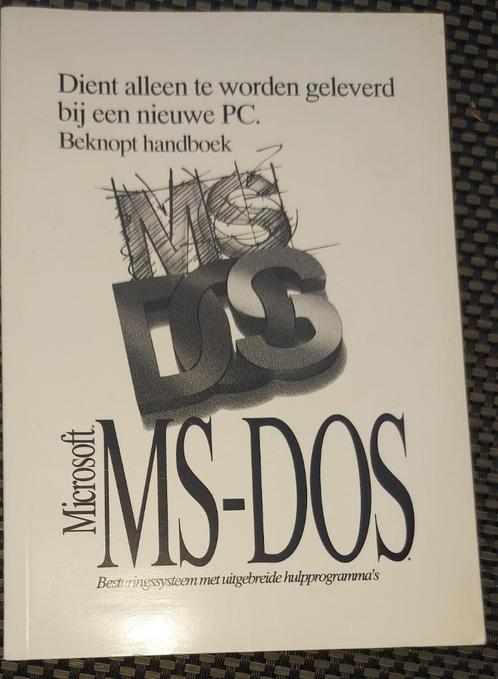 Dient alleen te worden geleverd
bij een nieuwe PC.
Beknopt handboek
MS
DOS
Microsoft®
MS-DOS®
Besturingssysteem met uitgebreide hulpprogramma's